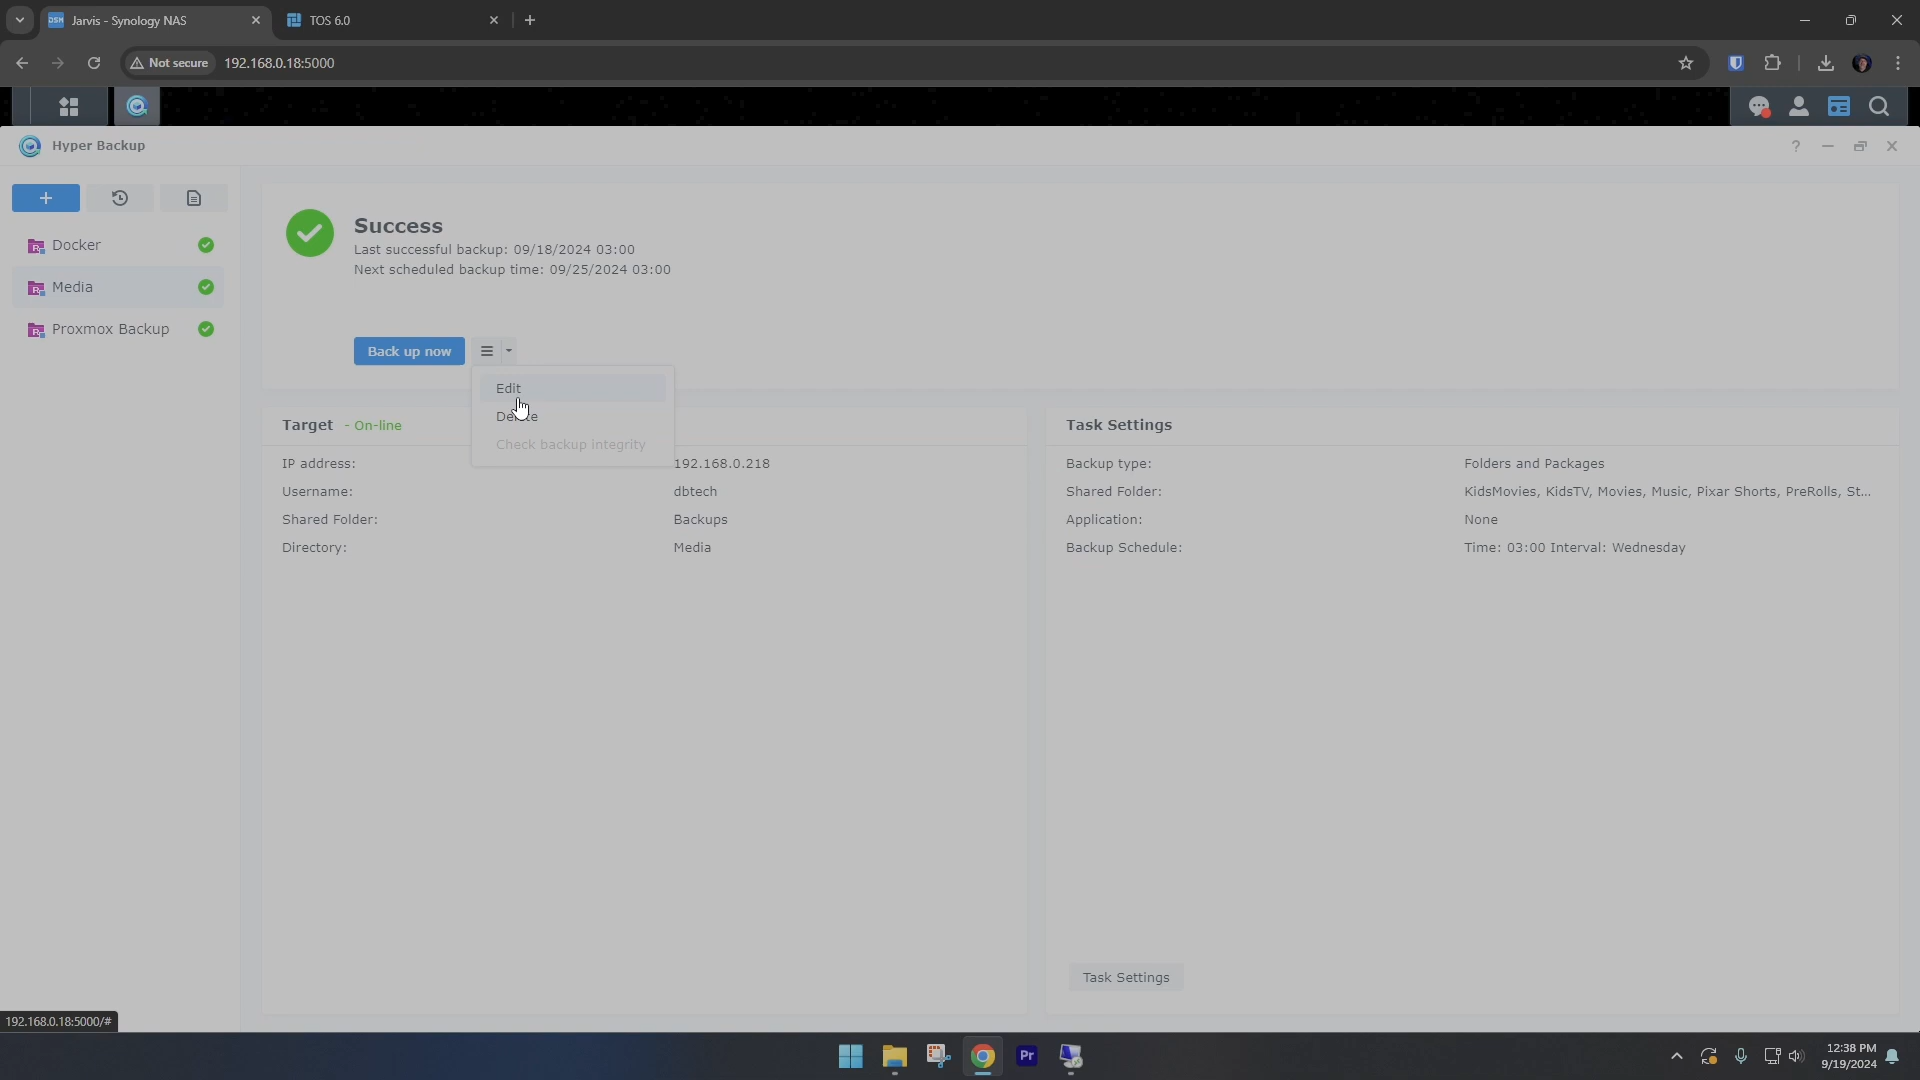 DSM Jarvis - Synology NAS
TOS 6.0
Not secure
192.168.0.18:5000
Hyper Backup
?
Docker
Media
Proxmox Backup
Success
Last successful backup: 09/18/2024 03:00
Next scheduled backup time: 09/25/2024 03:00
Back up now
Edit
Delete
Check backup integrity
Target - On-line
IP address: 192.168.0.218
Username: dbtech
Shared Folder: Backups
Directory: Media
Task Settings
Backup type: Folders and Packages
Shared Folder: KidsMovies, KidsTV, Movies, Music, Pixar Shorts, PreRolls, St...
Application: None
Backup Schedule: Time: 03:00 Interval: Wednesday
Task Settings
192.168.0.18:5000/#
Pr
12:38 PM
9/19/2024